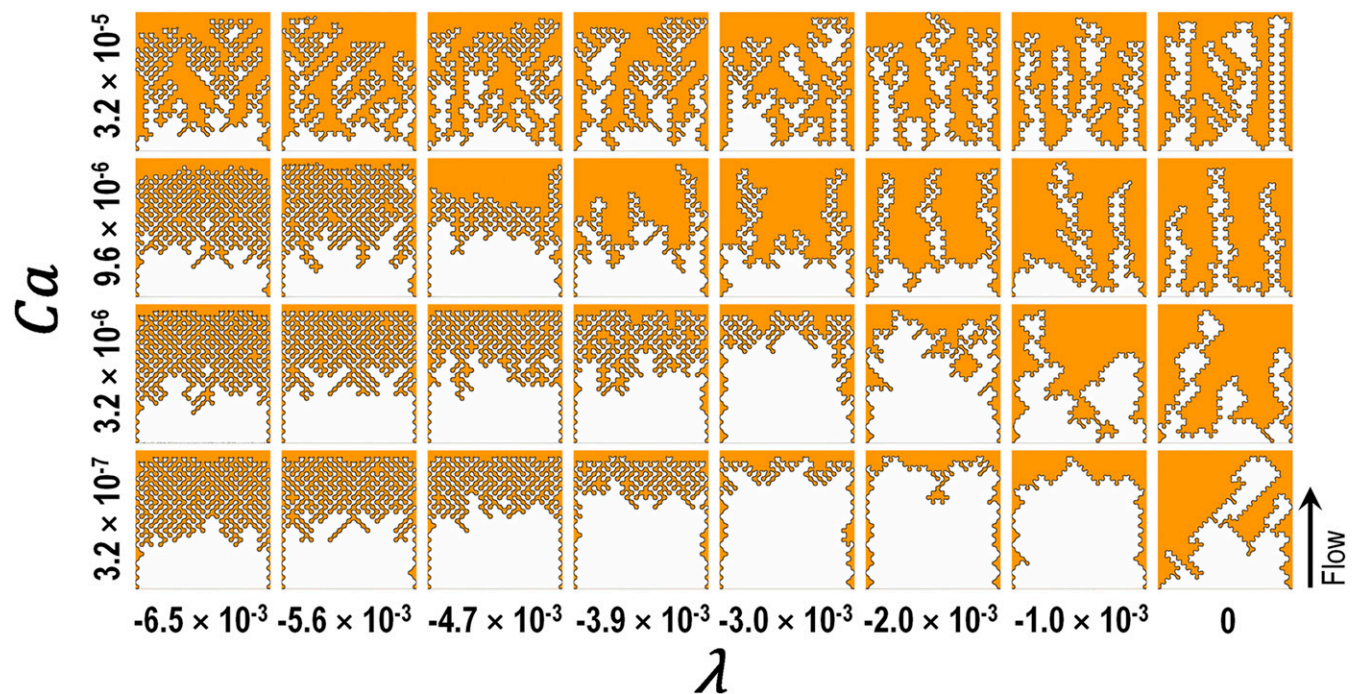 Ca
3.2 × 10⁻⁵
9.6 × 10⁻⁶
3.2 × 10⁻⁶
3.2 × 10⁻⁷
Flow
-6.5 × 10⁻³ -5.6 × 10⁻³ -4.7 × 10⁻³ -3.9 × 10⁻³ -3.0 × 10⁻³ -2.0 × 10⁻³ -1.0 × 10⁻³ 0
λ